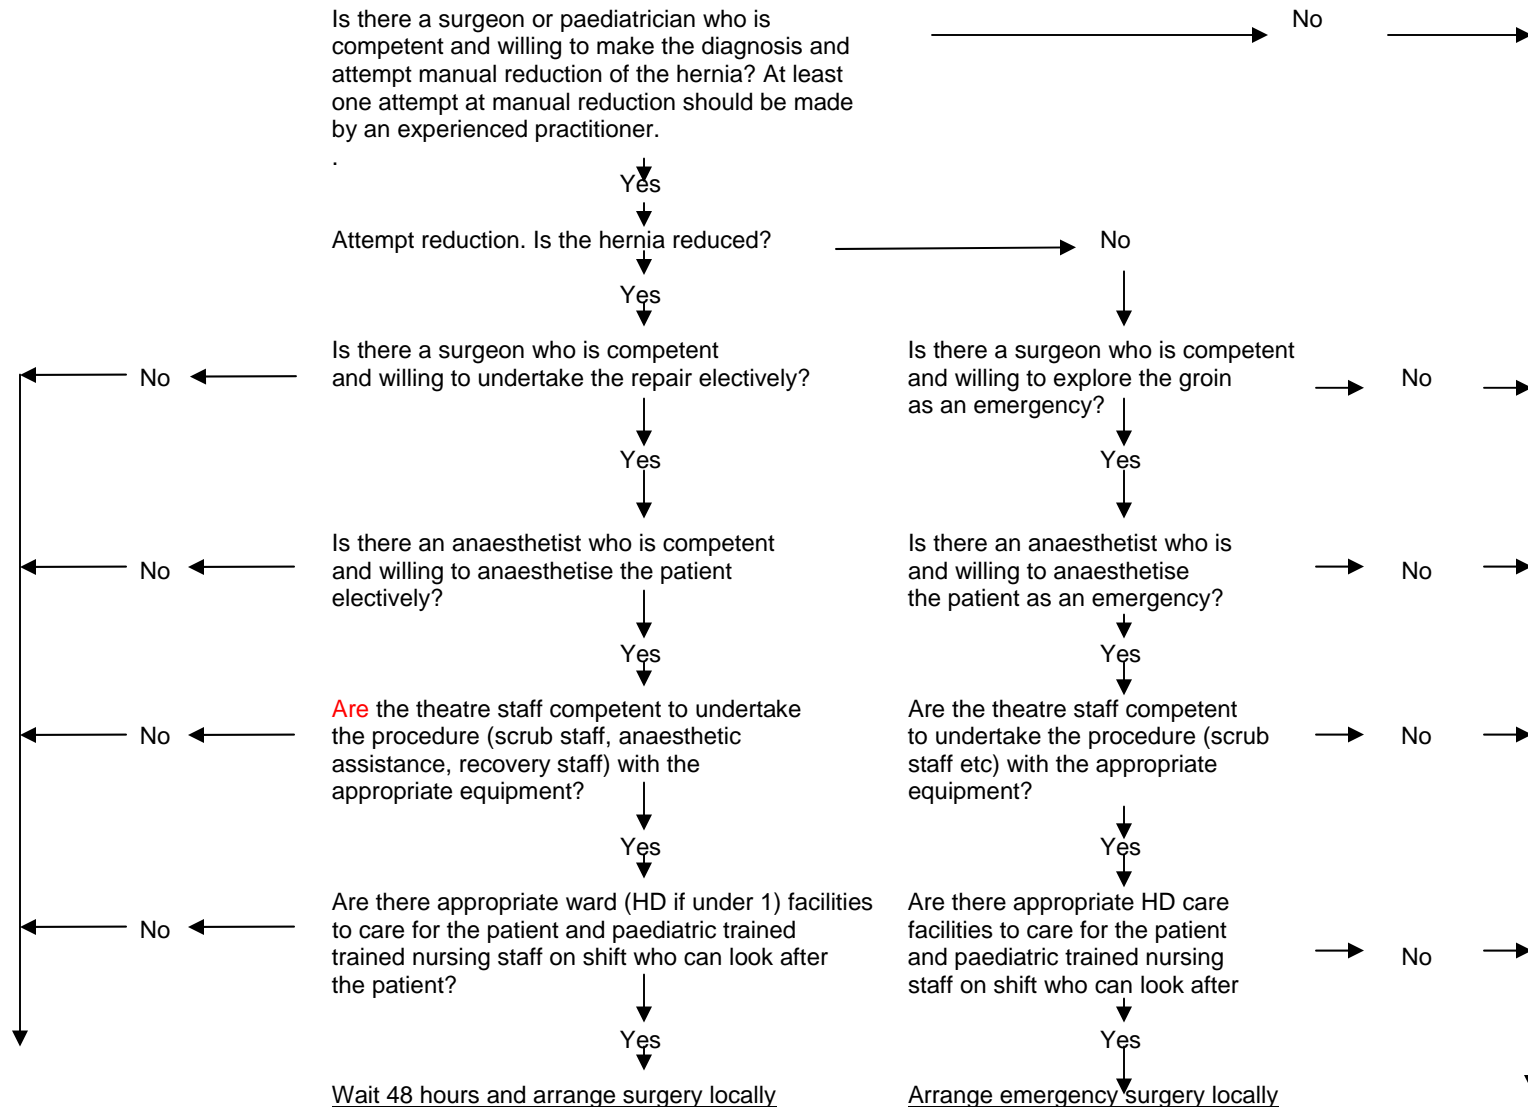 Is there a surgeon or paediatrician who is
competent and willing to make the diagnosis and
attempt manual reduction of the hernia? At least
one attempt at manual reduction should be made
by an experienced practitioner.
.
No
Yes
Attempt reduction. Is the hernia reduced?
No
Yes
Is there a surgeon who is competent
and willing to undertake the repair electively?
No
Is there a surgeon who is competent
and willing to explore the groin
as an emergency?
No
Yes
Yes
Is there an anaesthetist who is competent
and willing to anaesthetise the patient
electively?
No
Is there an anaesthetist who is
and willing to anaesthetise
the patient as an emergency?
No
Yes
Yes
Are the theatre staff competent to undertake
the procedure (scrub staff, anaesthetic
assistance, recovery staff) with the
appropriate equipment?
No
Are the theatre staff competent
to undertake the procedure (scrub
staff etc) with the appropriate
equipment?
No
Yes
Yes
Are there appropriate ward (HD if under 1) facilities
to care for the patient and paediatric trained
trained nursing staff on shift who can look after
the patient?
No
Are there appropriate HD care
facilities to care for the patient
and paediatric trained nursing
staff on shift who can look after
No
Yes
Yes
Wait 48 hours and arrange surgery locally
Arrange emergency surgery locally